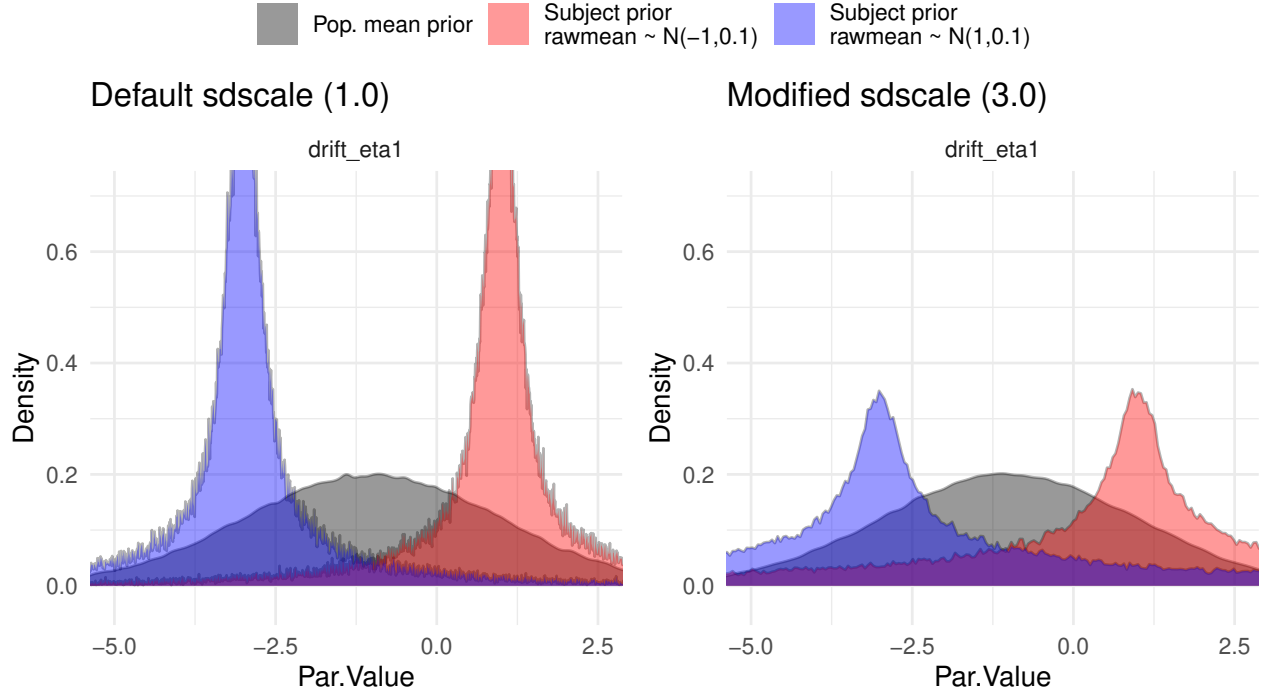 Pop. mean prior
Subject prior
rawmean ~ N(−1,0.1)
Subject prior
rawmean ~ N(1,0.1)
Default sdscale (1.0)
drift_eta1
Density
0.6
0.4
0.2
0.0
−5.0 −2.5 0.0 2.5
Par.Value
Modified sdscale (3.0)
drift_eta1
Density
0.6
0.4
0.2
0.0
−5.0 −2.5 0.0 2.5
Par.Value